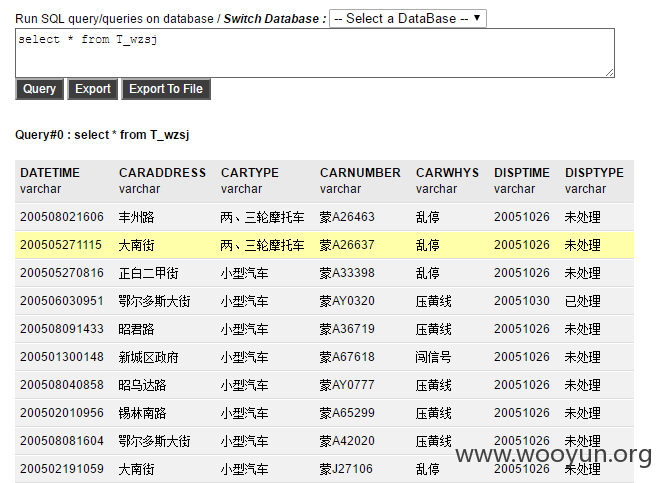 Run SQL query/queries on database / Switch Database : -- Select a DataBase --
select * from T_wzsj
Query Export Export To File
Query#0 : select * from T_wzsj
DATETIME CARADDRESS CARTYPE CARNUMBER CARWHYS DISPTIME DISPTYPE
varchar varchar varchar varchar varchar varchar varchar
200508021606 丰州路 两、三轮摩托车 蒙A26463 乱停 20051026 未处理
200505271115 大南街 两、三轮摩托车 蒙A26637 乱停 20051026 未处理
200505270816 正白二甲街 小型汽车 蒙A33398 乱停 20051026 未处理
200506030951 鄂尔多斯大街 小型汽车 蒙AY0320 压黄线 20051030 已处理
200508091433 昭君路 小型汽车 蒙A36719 压黄线 20051026 未处理
200501300148 新城区政府 小型汽车 蒙A67618 闯信号 20051026 未处理
200508040858 昭乌达路 小型汽车 蒙AY0777 压黄线 20051026 未处理
200502010956 锡林南路 小型汽车 蒙A65299 压黄线 20051026 未处理
200508081604 鄂尔多斯大街 小型汽车 蒙A42020 压黄线 20051026 未处理
200502191059 大南街 小型汽车 蒙J27106 乱停 20051026 未处理
www.wooyun.org